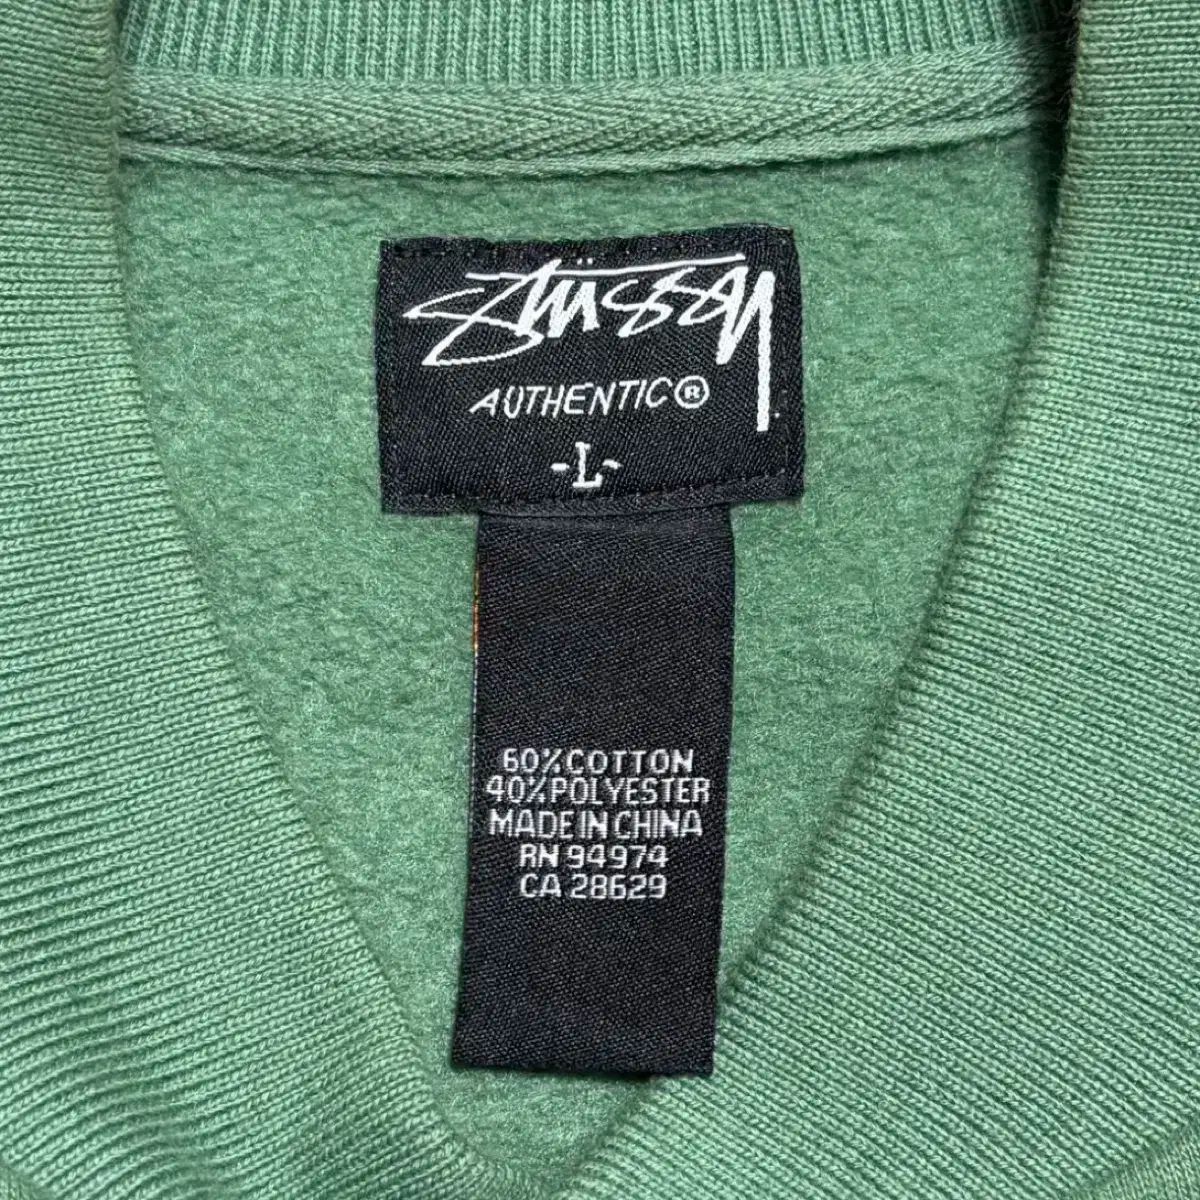 Stüssy
AUTHENTIC®
-L-
60%COTTON
40%POLYESTER
MADE IN CHINA
RN 94974
CA 28629